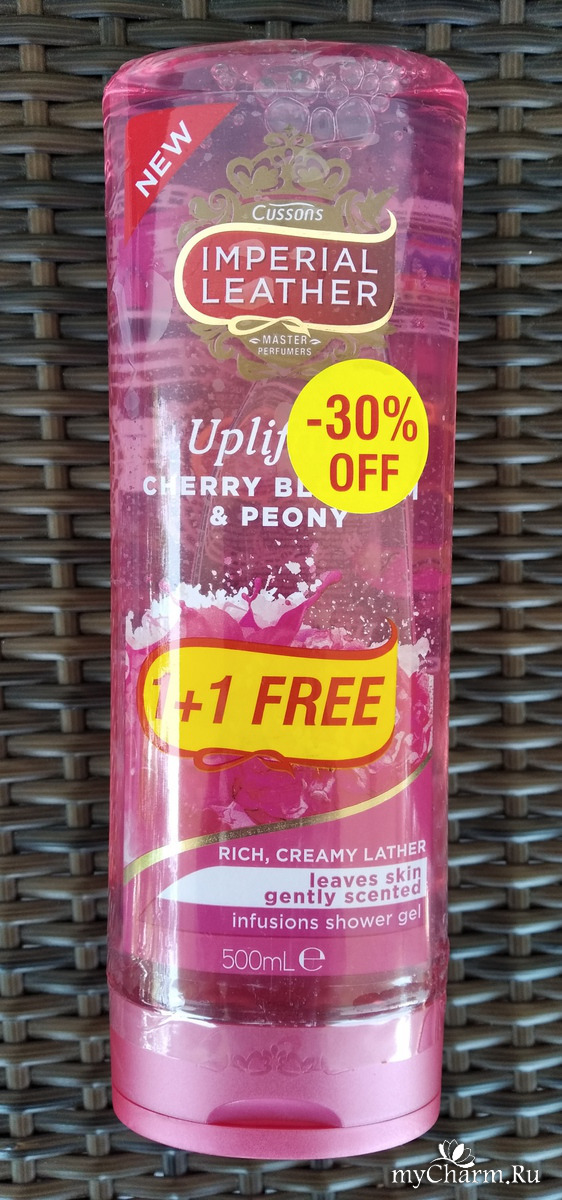 NEW
Cussons
IMPERIAL
LEATHER
MASTER
PERFUMERS
-30%
OFF
CHERRY
& PEONY
1+1 FREE
RICH, CREAMY LATHER
leaves skin
gently scented
infusions shower gel
500mL e
myCharm.Ru